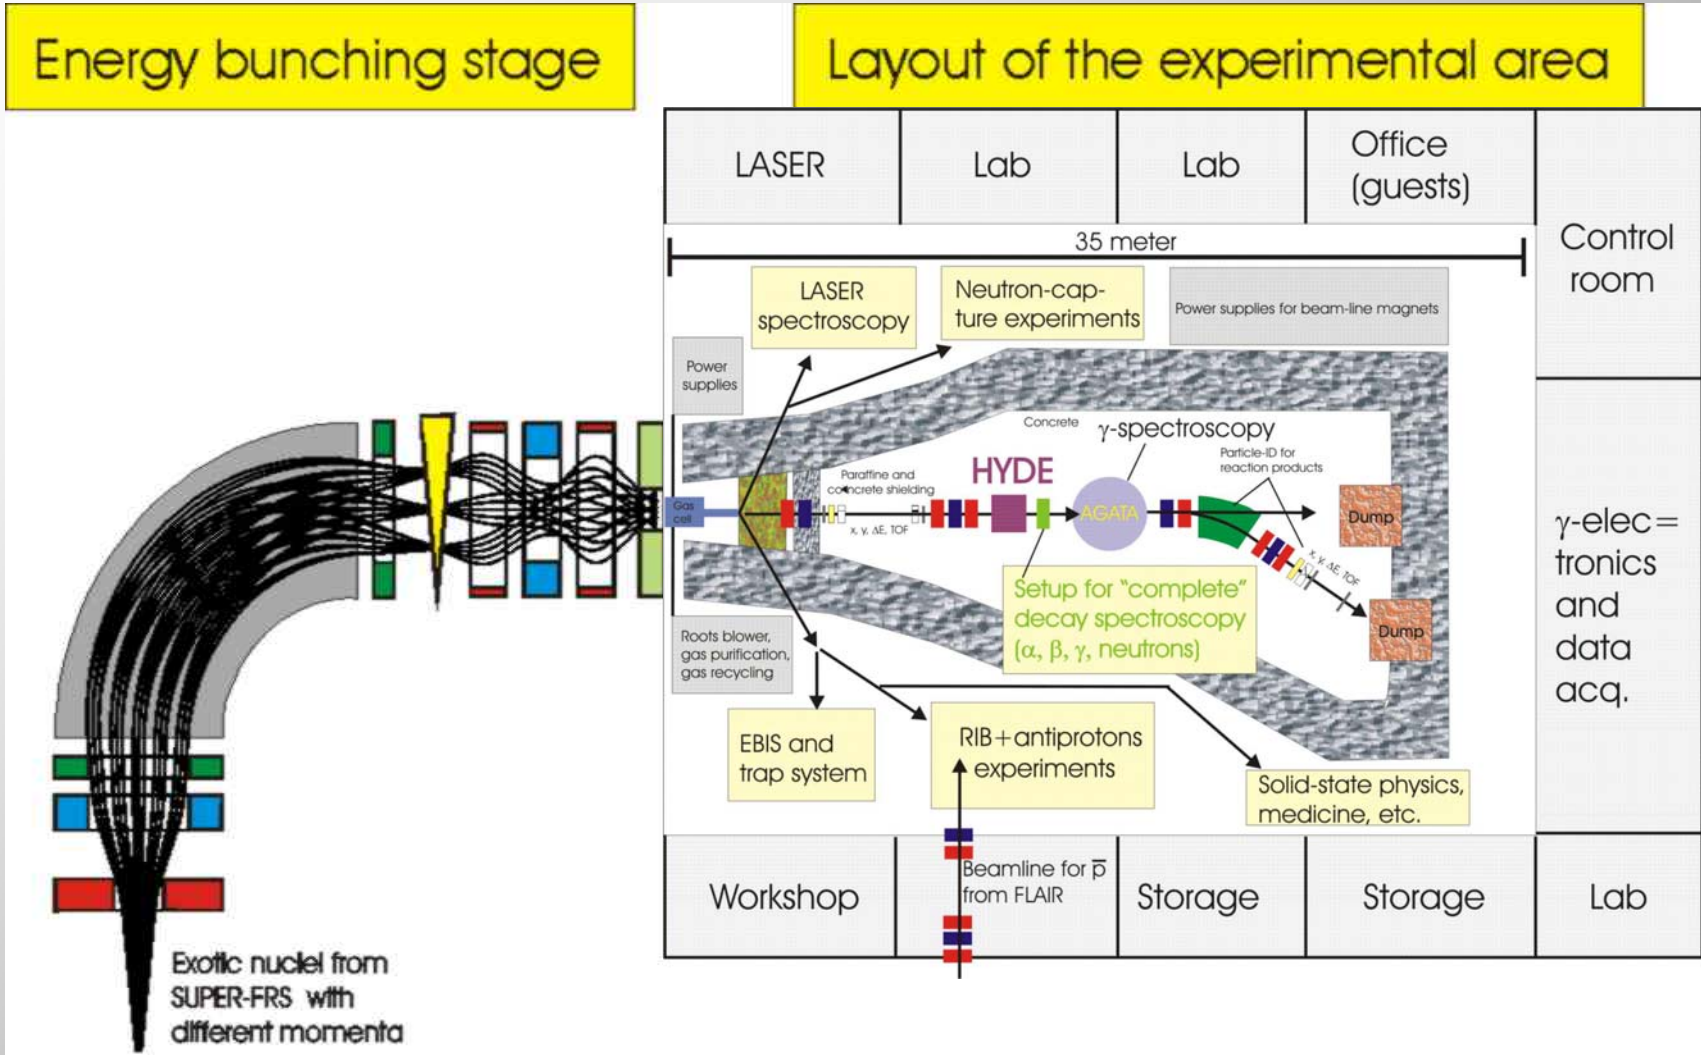 Energy bunching stage
Layout of the experimental area
LASER
Lab
Lab
Office
(guests)
Control
room
35 meter
LASER
spectroscopy
Neutron-cap-
ture experiments
Power supplies for beam-line magnets
Power
supplies
Concrete
γ-spectroscopy
Particle-ID for
reaction products
HYDE
Paraffine and
concrete shielding
Gas
cell
x, y, ΔE, TOF
AGATA
Dump
x, y, ΔE, TOF
Dump
Setup for "complete"
decay spectroscopy
(α, β, γ, neutrons)
γ-elec=
tronics
and
data
acq.
Roots blower,
gas purification,
gas recycling
EBIS and
trap system
RIB+antiprotons
experiments
Solid-state physics,
medicine, etc.
Workshop
Beamline for p̅
from FLAIR
Storage
Storage
Lab
Exotic nuclei from
SUPER-FRS with
different momenta